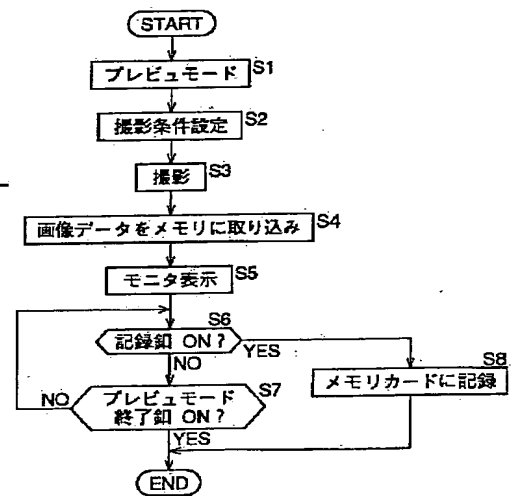 START
プレビュモード S1
撮影条件設定 S2
撮影 S3
画像データをメモリに取り込み S4
モニタ表示 S5
S6
記録釦 ON?
YES
NO
S8
メモリカードに記録
S7
NO
プレビュモード
終了釦 ON?
YES
END